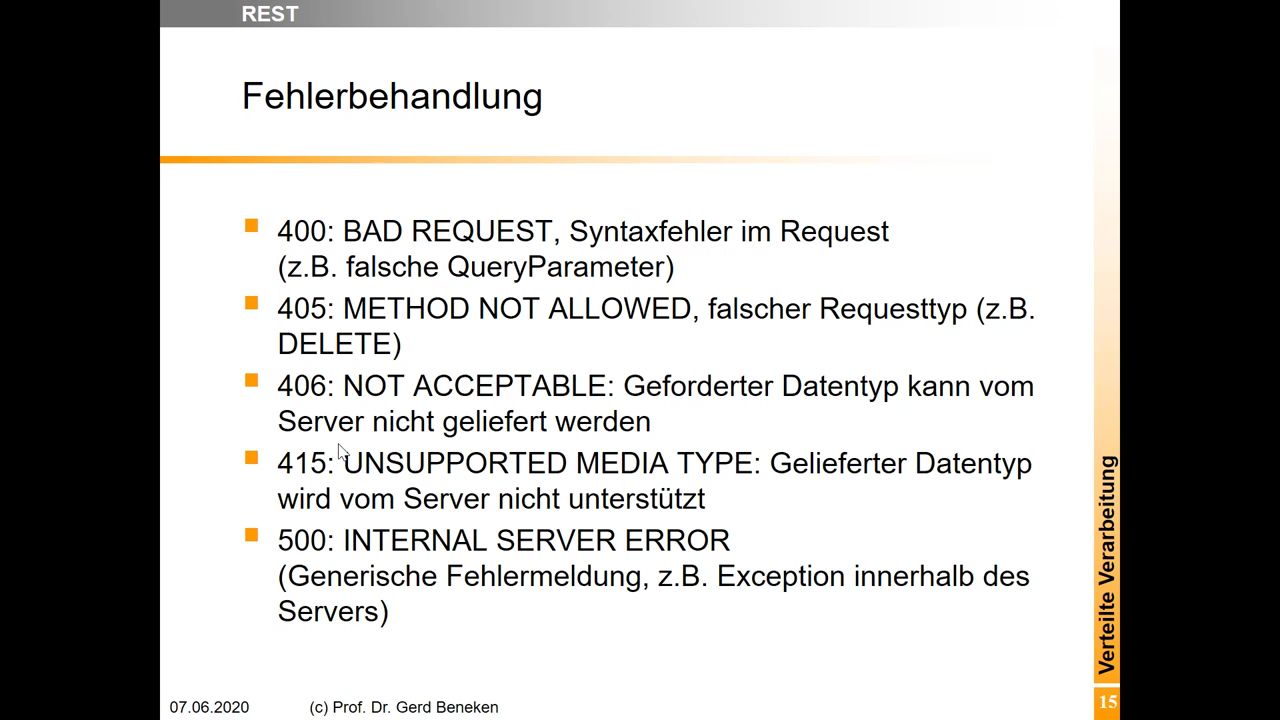 REST
Fehlerbehandlung
400: BAD REQUEST, Syntaxfehler im Request
(z.B. falsche QueryParameter)
405: METHOD NOT ALLOWED, falscher Requesttyp (z.B.
DELETE)
406: NOT ACCEPTABLE: Geforderter Datentyp kann vom
Server nicht geliefert werden
415: UNSUPPORTED MEDIA TYPE: Gelieferter Datentyp
wird vom Server nicht unterstützt
500: INTERNAL SERVER ERROR
(Generische Fehlermeldung, z.B. Exception innerhalb des
Servers)
Verteilte Verarbeitung
07.06.2020
(c) Prof. Dr. Gerd Beneken
15